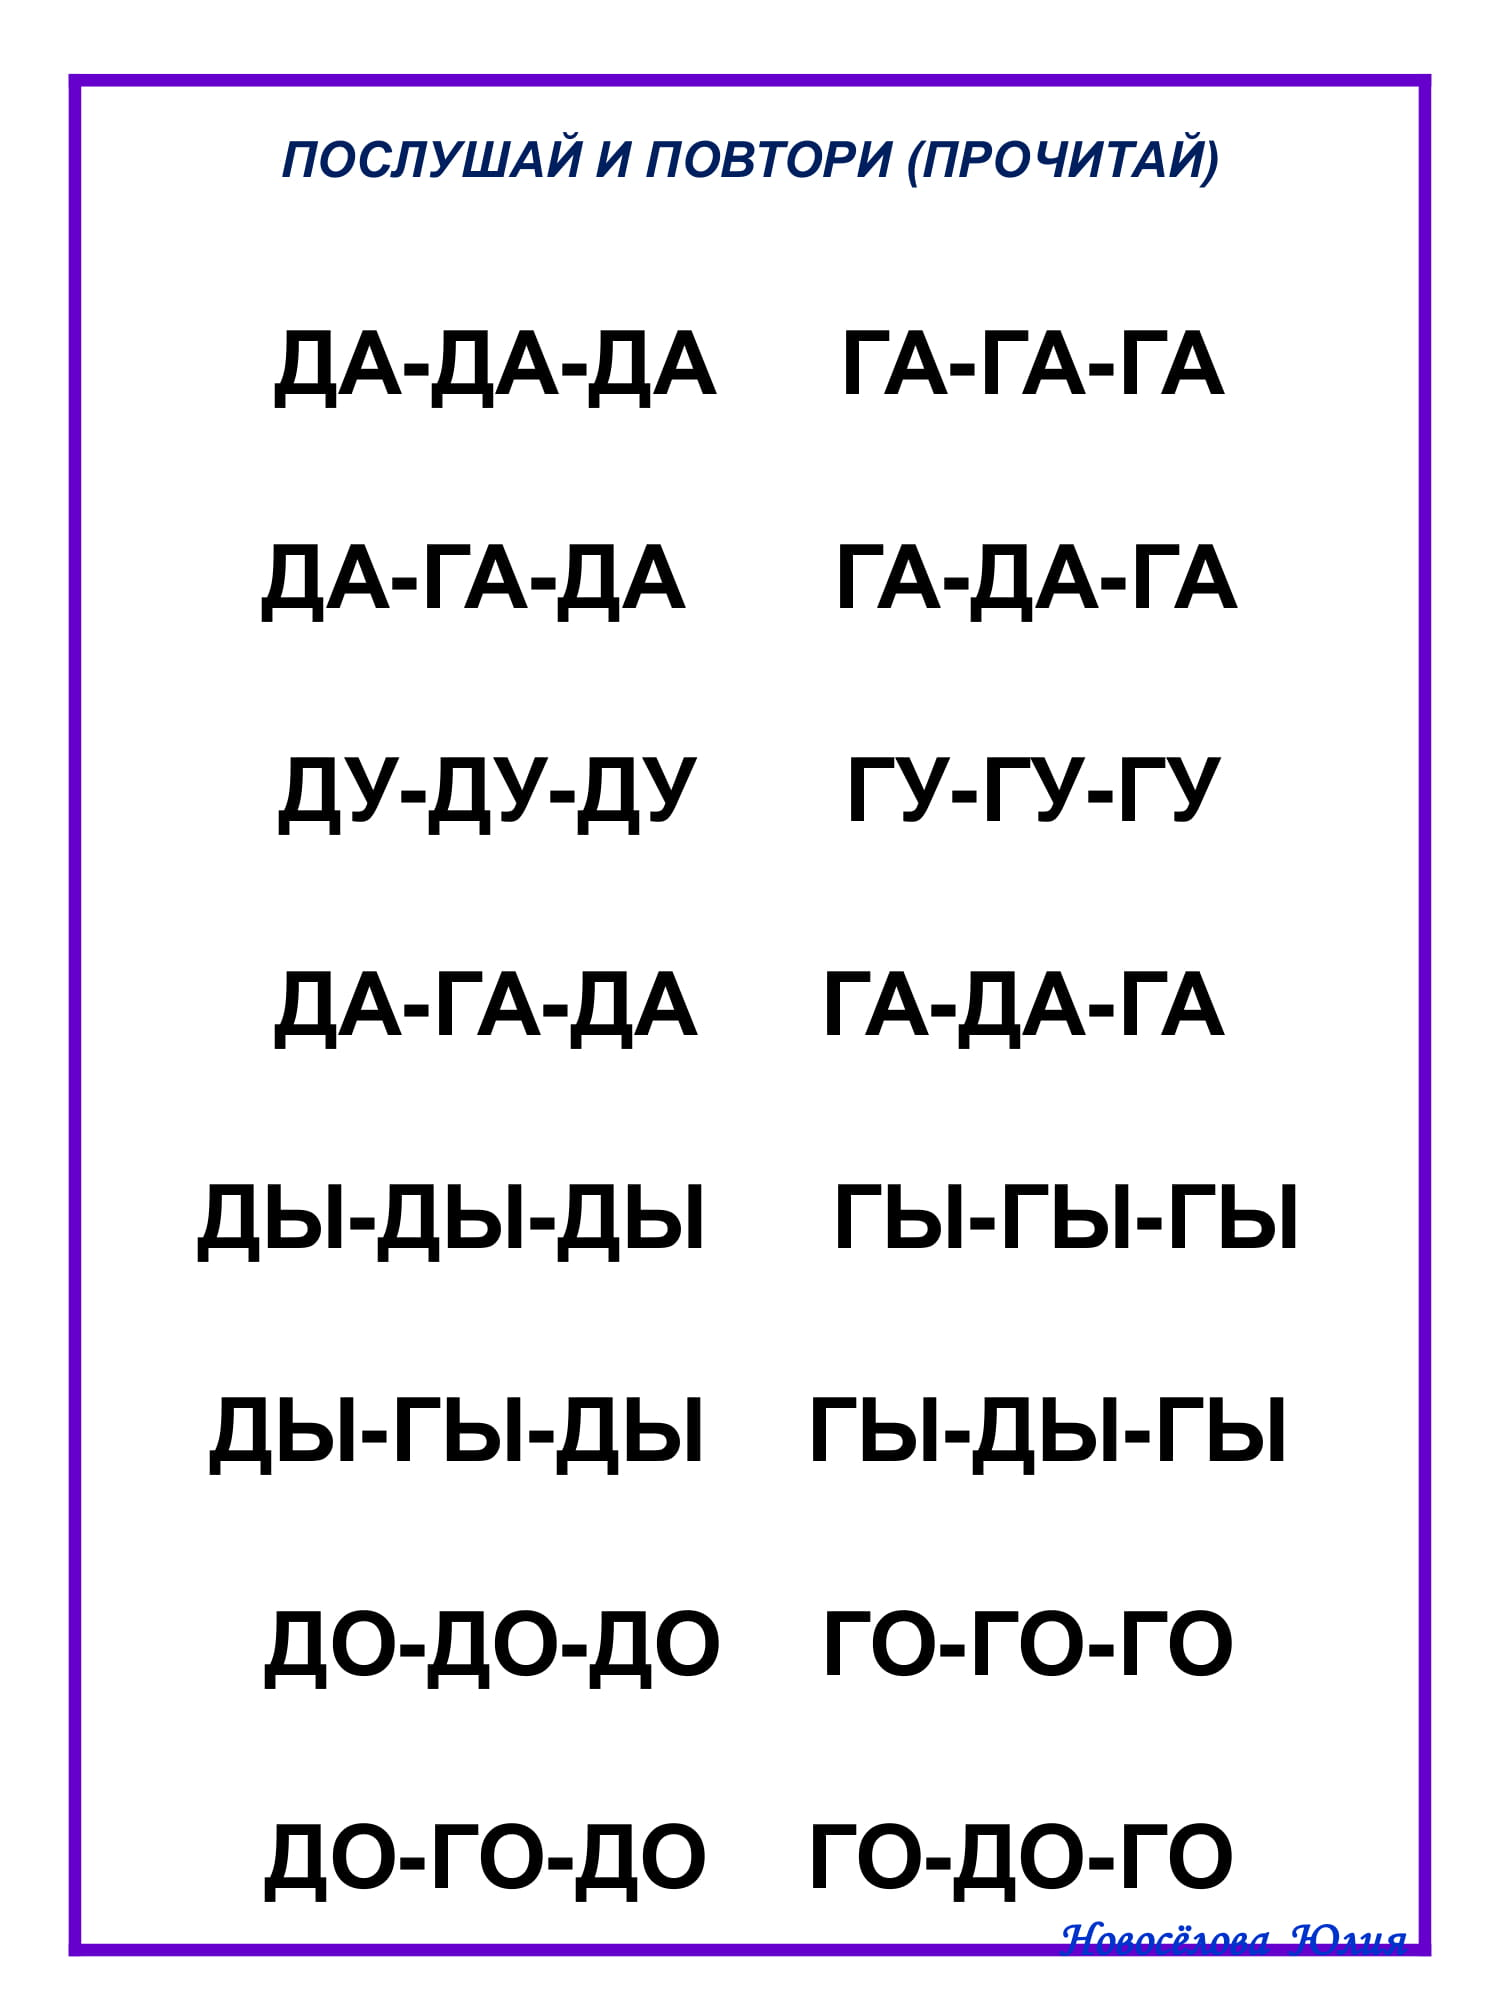 ПОСЛУШАЙ И ПОВТОРИ (ПРОЧИТАЙ)
ДА-ДА-ДА ГА-ГА-ГА
ДА-ГА-ДА ГА-ДА-ГА
ДУ-ДУ-ДУ ГУ-ГУ-ГУ
ДА-ГА-ДА ГА-ДА-ГА
ДЫ-ДЫ-ДЫ ГЫ-ГЫ-ГЫ
ДЫ-ГЫ-ДЫ ГЫ-ДЫ-ГЫ
ДО-ДО-ДО ГО-ГО-ГО
ДО-ГО-ДО ГО-ДО-ГО
Новосёлова Юлия